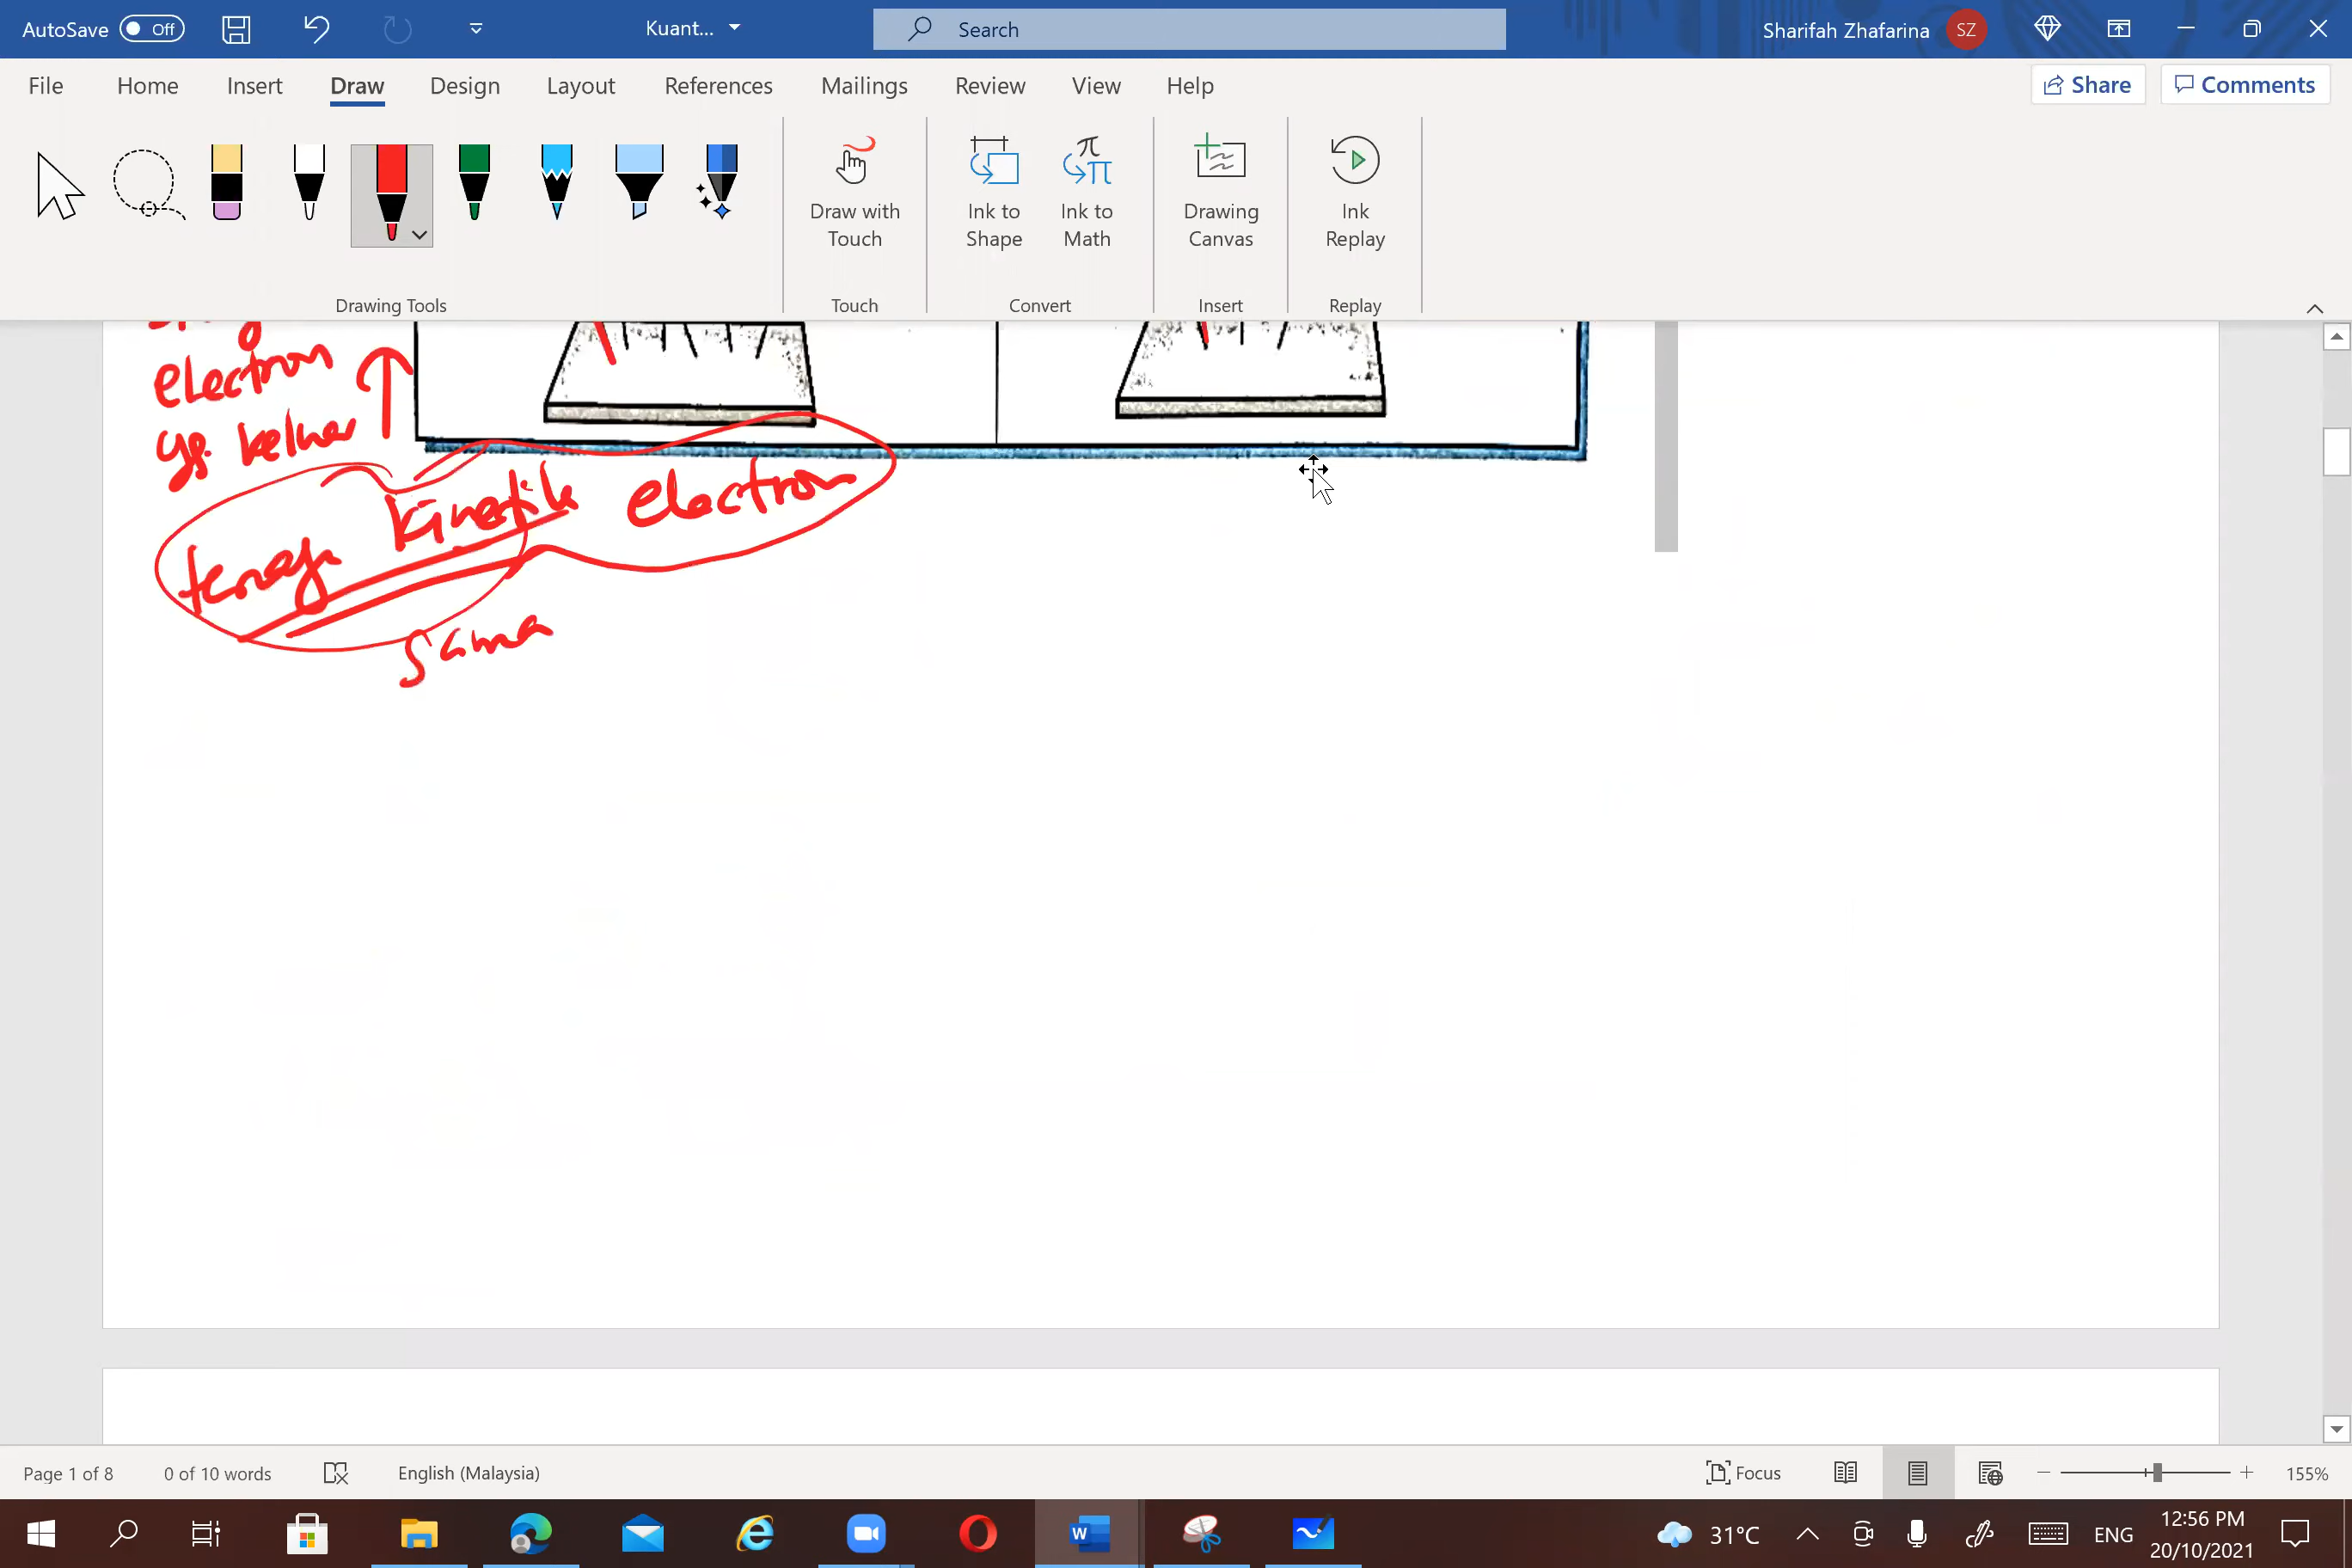 AutoSave Off Kuant... Search Sharifah Zhafarina SZ
File Home Insert Draw Design Layout References Mailings Review View Help Share Comments
Draw with Touch
Ink to Shape
Ink to Math
Drawing Canvas
Ink Replay
Drawing Tools Touch Convert Insert Replay
electron
yg. keluar
tenaga kinetik electron
sama
Page 1 of 8 0 of 10 words English (Malaysia) Focus 155%
31°C ENG 12:56 PM
20/10/2021